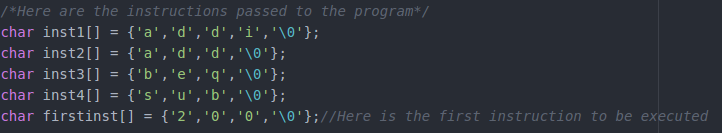 /*Here are the instructions passed to the program*/
char inst1[] = {'a','d','d','i','\0'};
char inst2[] = {'a','d','d','\0'};
char inst3[] = {'b','e','q','\0'};
char inst4[] = {'s','u','b','\0'};
char firstinst[] = {'2','0','0','\0'};//Here is the first instruction to be executed